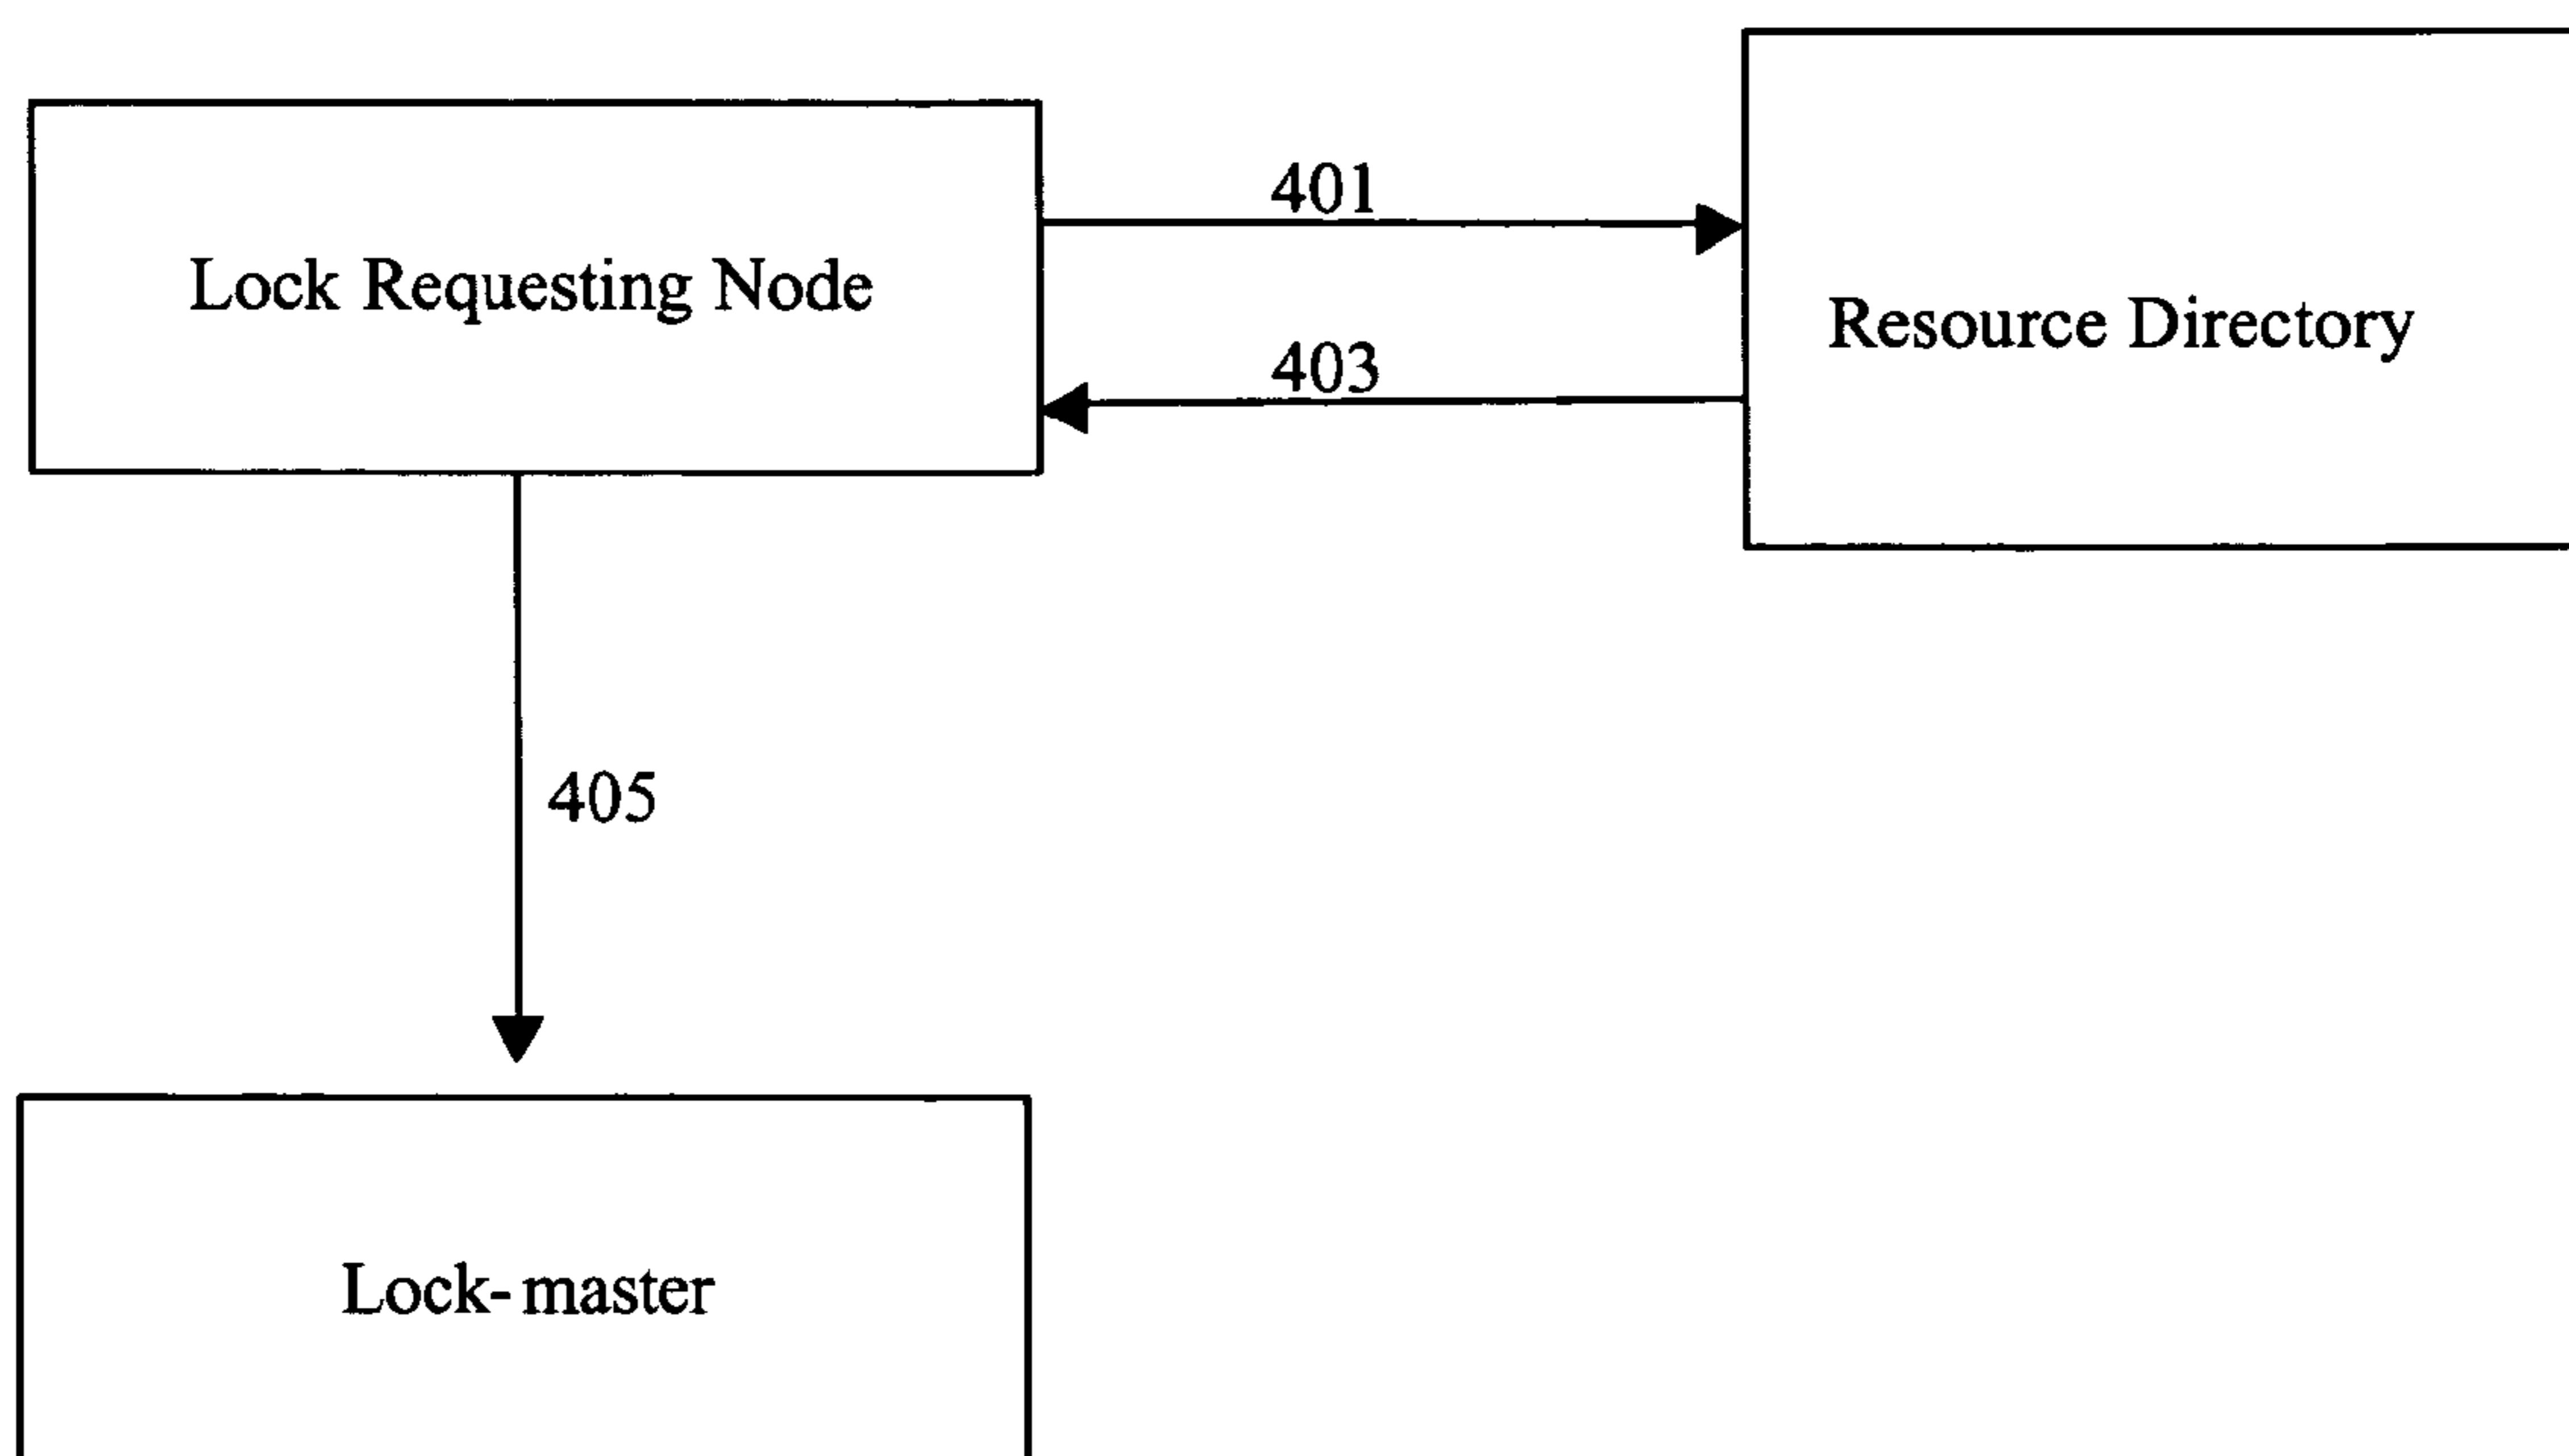 401
Lock Requesting Node
Resource Directory
403
405
Lock-master